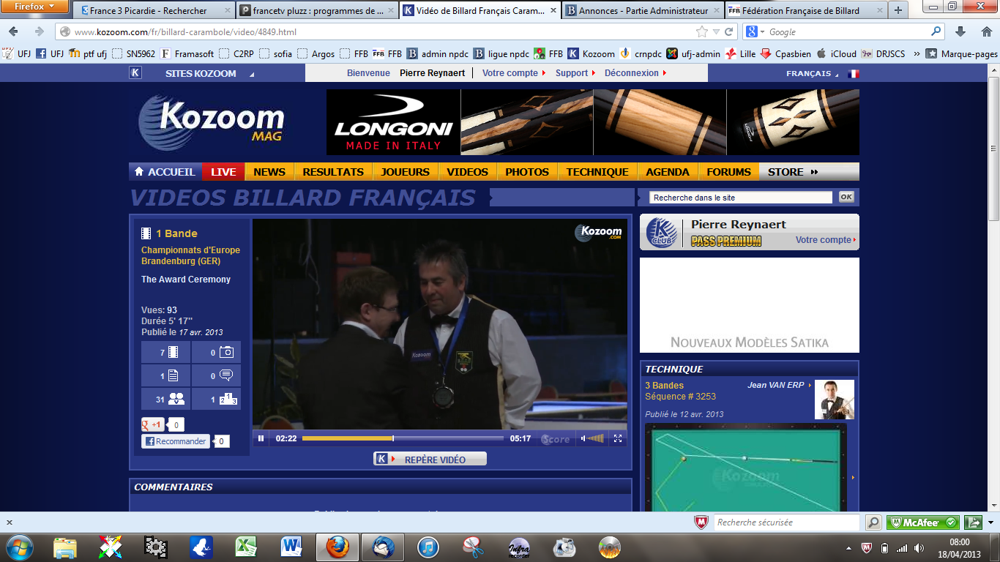 Firefox
France 3 Picardie - Rechercher
francetv pluzz : programmes de ...
Vidéo de Billard Français Caram...
Annonces - Partie Administrateur
Fédération Française de Billard
www.kozoom.com/fr/billard-carambole/video/4849.html
Google
UFJ UFJ ptf ufj SN5962 Framasoft C2RP sofia Argos FFB FFB admin npdc ligue npdc FFB Kozoom crnpdc ufj-admin Lille Cpasbien iCloud DRJSCS » Marque-pages
SITES KOZOOM
Bienvenue Pierre Reynaert Votre compte Support Déconnexion
FRANÇAIS
Kozoom
MAG
LONGONI
MADE IN ITALY
ACCUEIL LIVE NEWS RESULTATS JOUEURS VIDEOS PHOTOS TECHNIQUE AGENDA FORUMS STORE
VIDEOS BILLARD FRANÇAIS
Recherche dans le site
OK
1 Bande
Championnats d'Europe
Brandenburg (GER)
The Award Ceremony
Vues: 93
Durée 5' 17"
Publié le 17 avr. 2013
7 0
1 0
31 1
+1 0
Recommander 0
Kozoom
.COM
Kozoom
02:22
05:17
Score
REPÈRE VIDÉO
COMMENTAIRES
K CLUB
Pierre Reynaert
PASS PREMIUM
Votre compte
NOUVEAUX MODÈLES SATIKA
TECHNIQUE
3 Bandes
Jean VAN ERP
Séquence # 3253
Publié le 12 avr. 2013
Kozoom
Recherche sécurisée
McAfee
Infra
recorder
08:00
18/04/2013